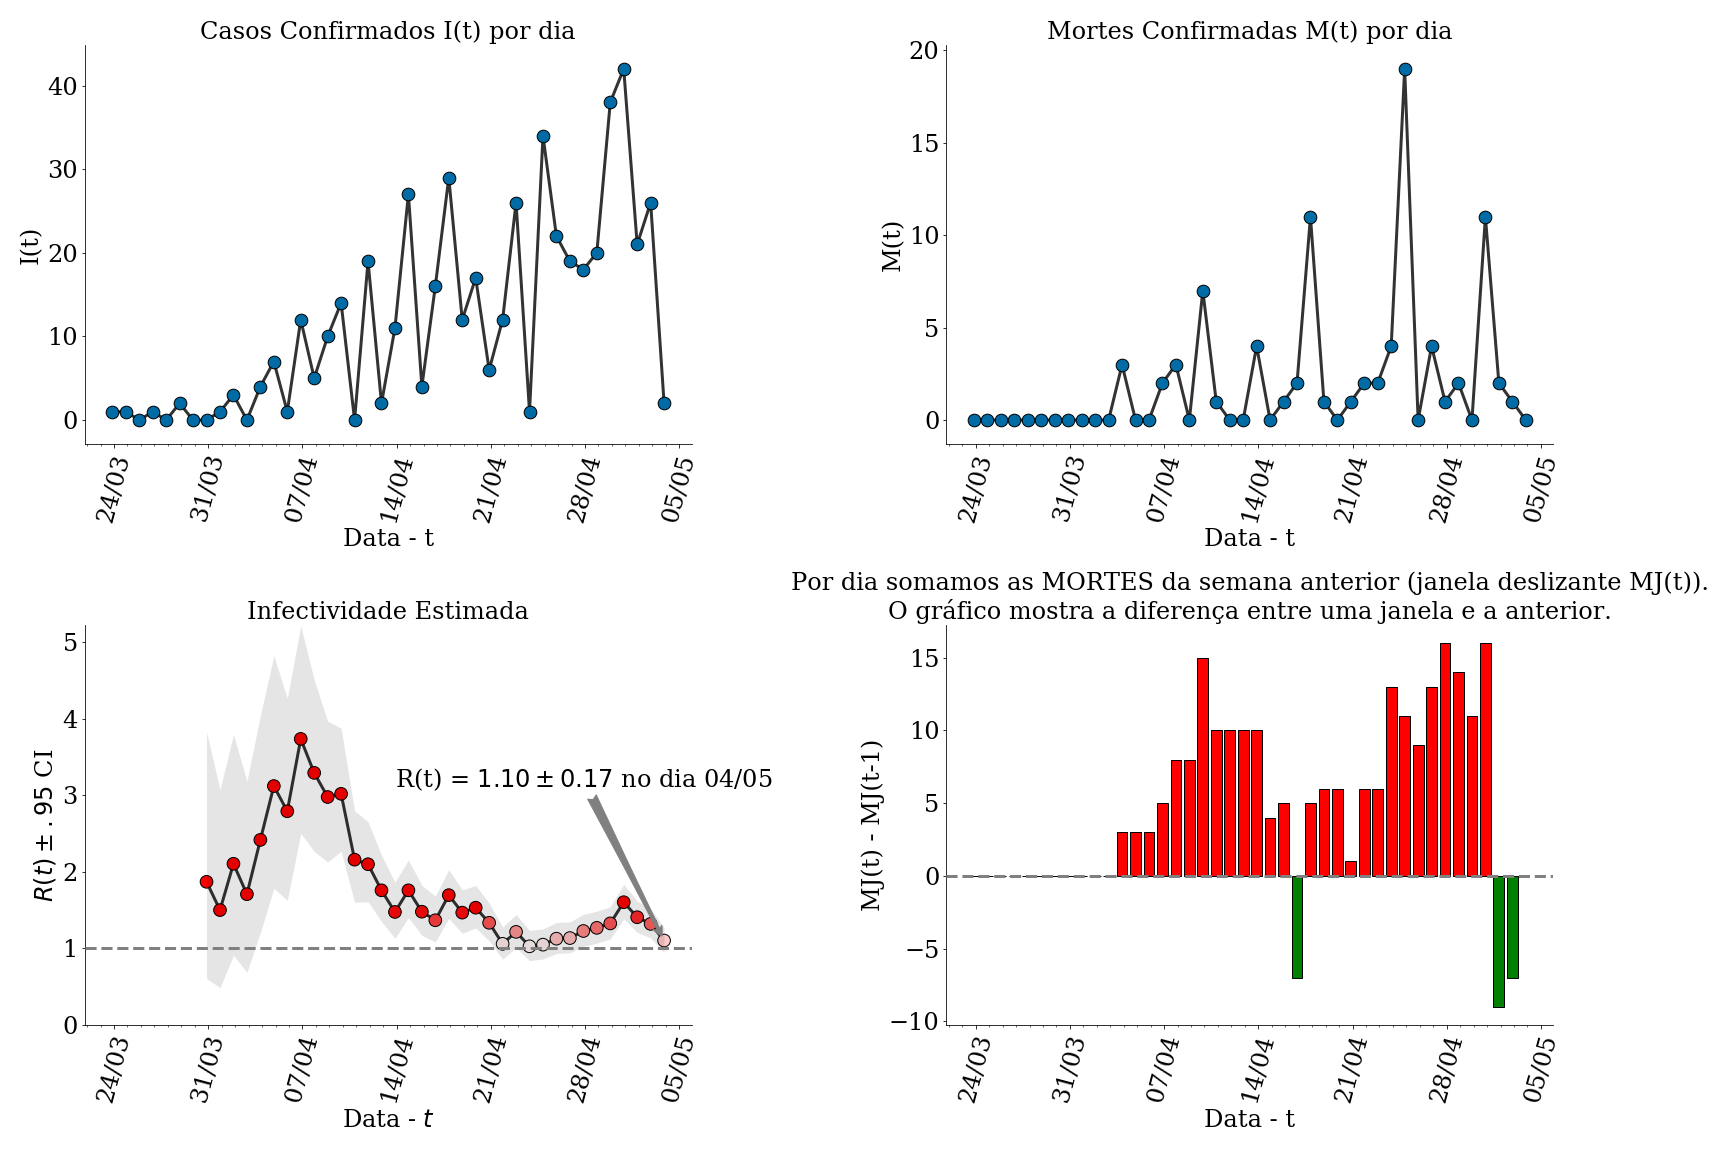 Casos Confirmados I(t) por dia
I(t)
40
30
20
10
0
24/03 31/03 07/04 14/04 21/04 28/04 05/05
Data - t
Mortes Confirmadas M(t) por dia
M(t)
20
15
10
5
0
24/03 31/03 07/04 14/04 21/04 28/04 05/05
Data - t
Infectividade Estimada
R(t) ± .95 CI
5
4
3
2
1
0
R(t) = 1.10 ± 0.17 no dia 04/05
24/03 31/03 07/04 14/04 21/04 28/04 05/05
Data - t
Por dia somamos as MORTES da semana anterior (janela deslizante MJ(t)).
O gráfico mostra a diferença entre uma janela e a anterior.
MJ(t) - MJ(t-1)
15
10
5
0
−5
−10
24/03 31/03 07/04 14/04 21/04 28/04 05/05
Data - t